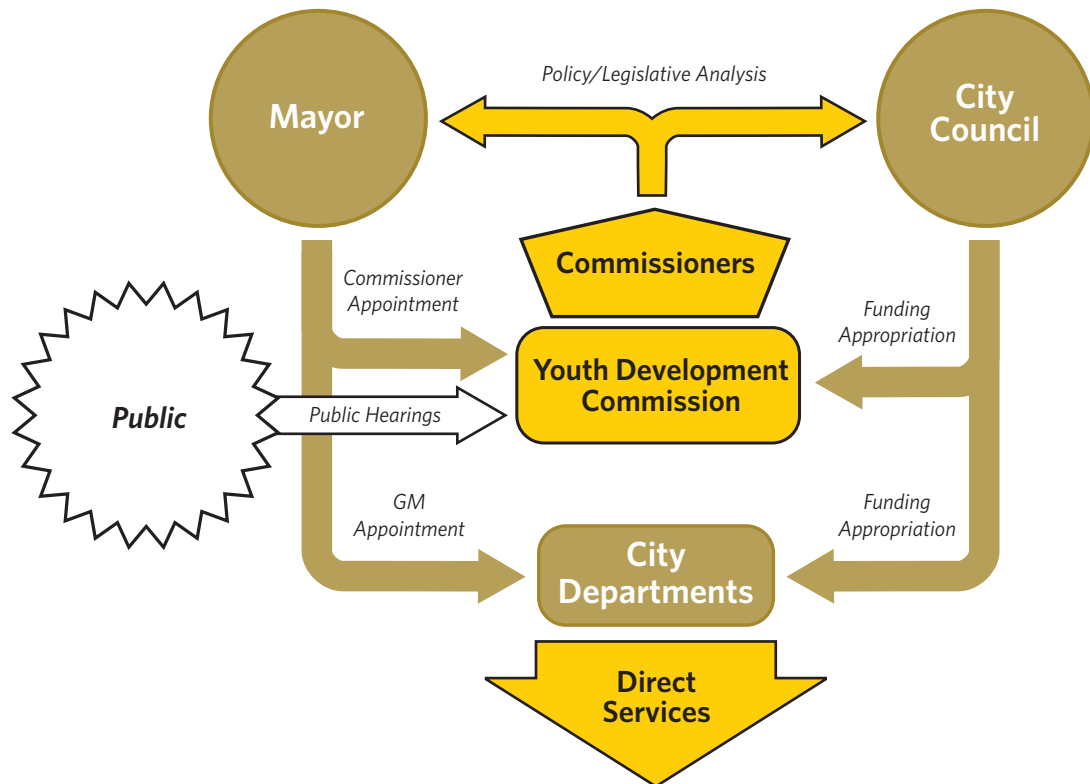 Policy/Legislative Analysis
Mayor
City
Council
Commissioners
Commissioner
Appointment
Funding
Appropriation
Youth Development
Commission
Public
Public Hearings
GM
Appointment
Funding
Appropriation
City
Departments
Direct
Services